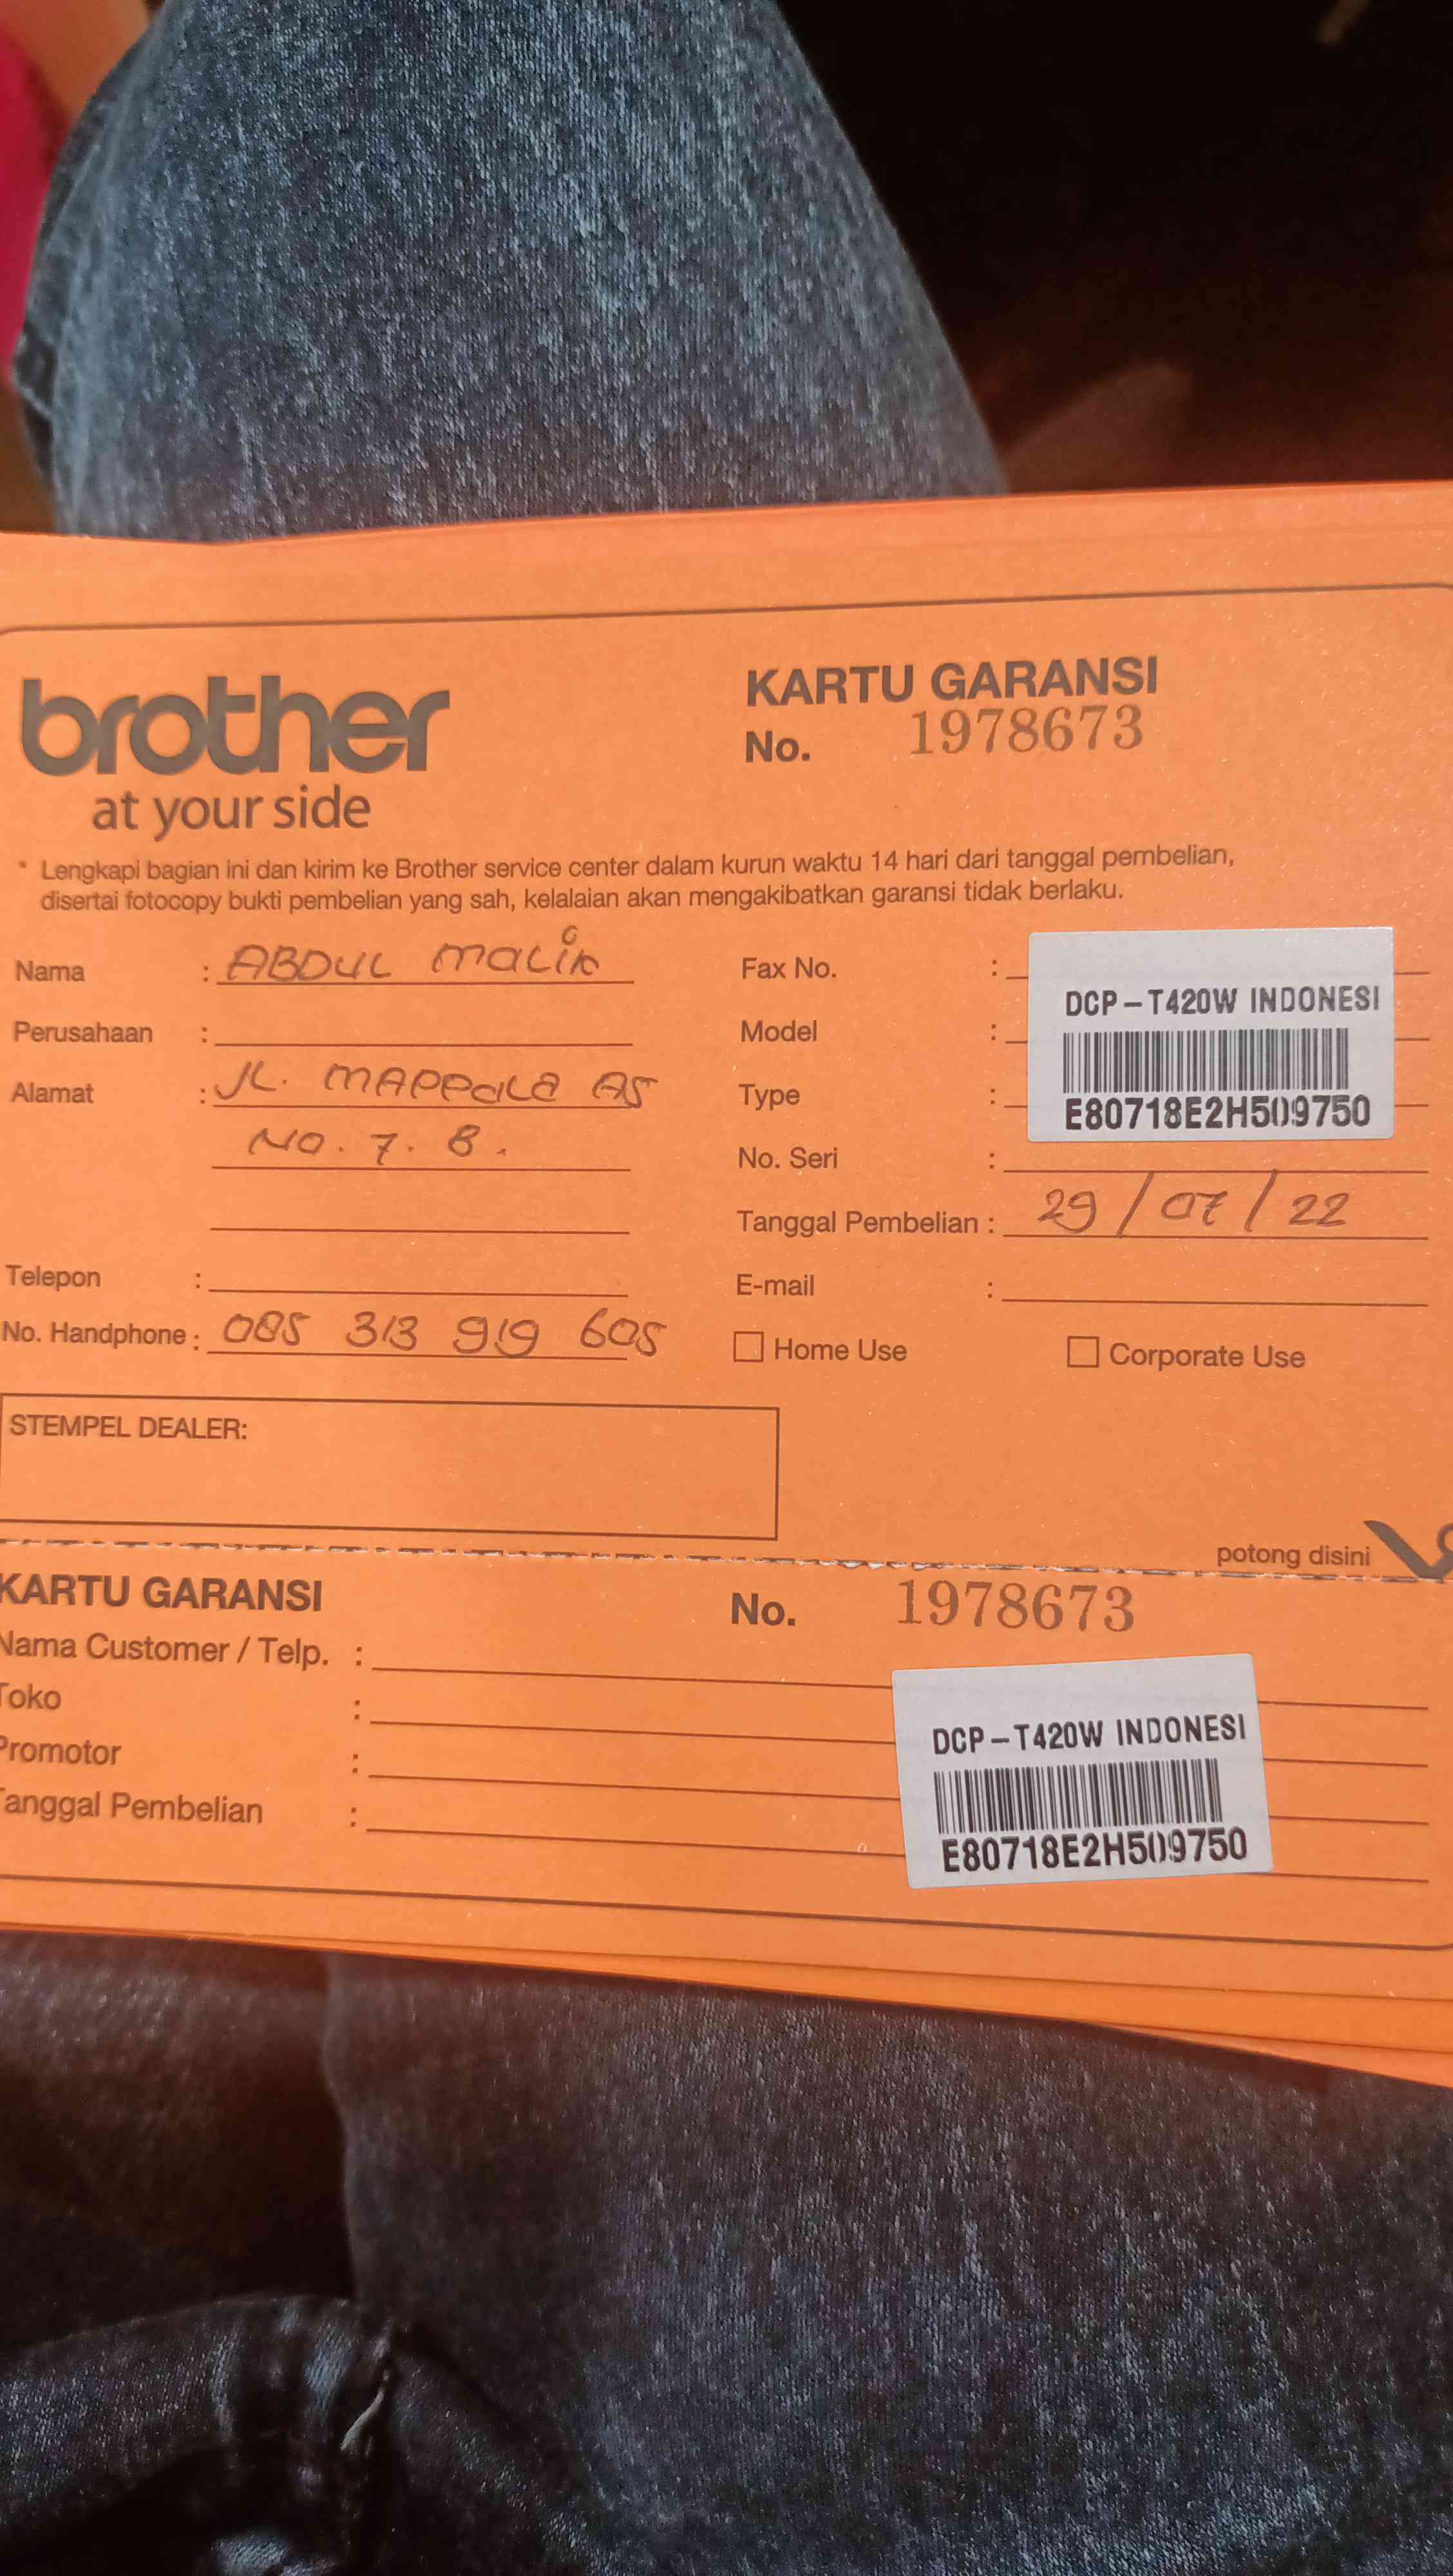 brother
at your side
KARTU GARANSI
No. 1978673
* Lengkapi bagian ini dan kirim ke Brother service center dalam kurun waktu 14 hari dari tanggal pembelian,
disertai fotocopy bukti pembelian yang sah, kelalaian akan mengakibatkan garansi tidak berlaku.
Nama : ABDUL MALIK
Perusahaan :
Alamat : JL. MAPPALA A5
NO. 7. B.
Telepon :
No. Handphone : 085 313 919 605
Fax No. :
Model :
Type :
No. Seri :
DCP-T420W INDONESI
E80718E2H509750
Tanggal Pembelian : 29/07/22
E-mail :
Home Use
Corporate Use
STEMPEL DEALER:
potong disini
KARTU GARANSI
No. 1978673
Nama Customer / Telp. :
Toko :
Promotor :
Tanggal Pembelian :
DCP-T420W INDONESI
E80718E2H509750